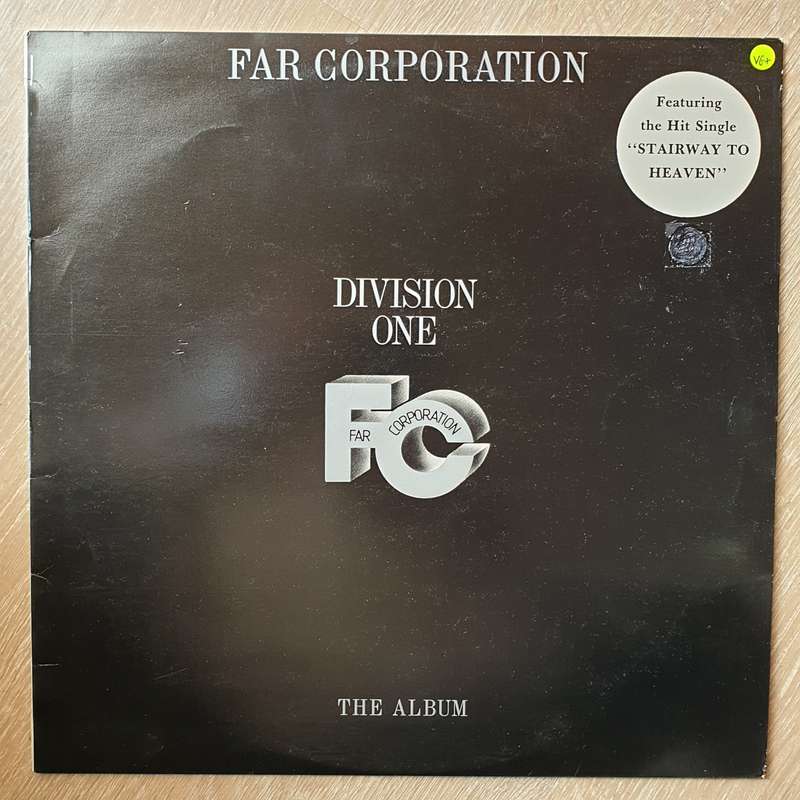 FAR CORPORATION
VG+
Featuring
the Hit Single
“STAIRWAY TO
HEAVEN”
DIVISION
ONE
FC
FAR CORPORATION
THE ALBUM